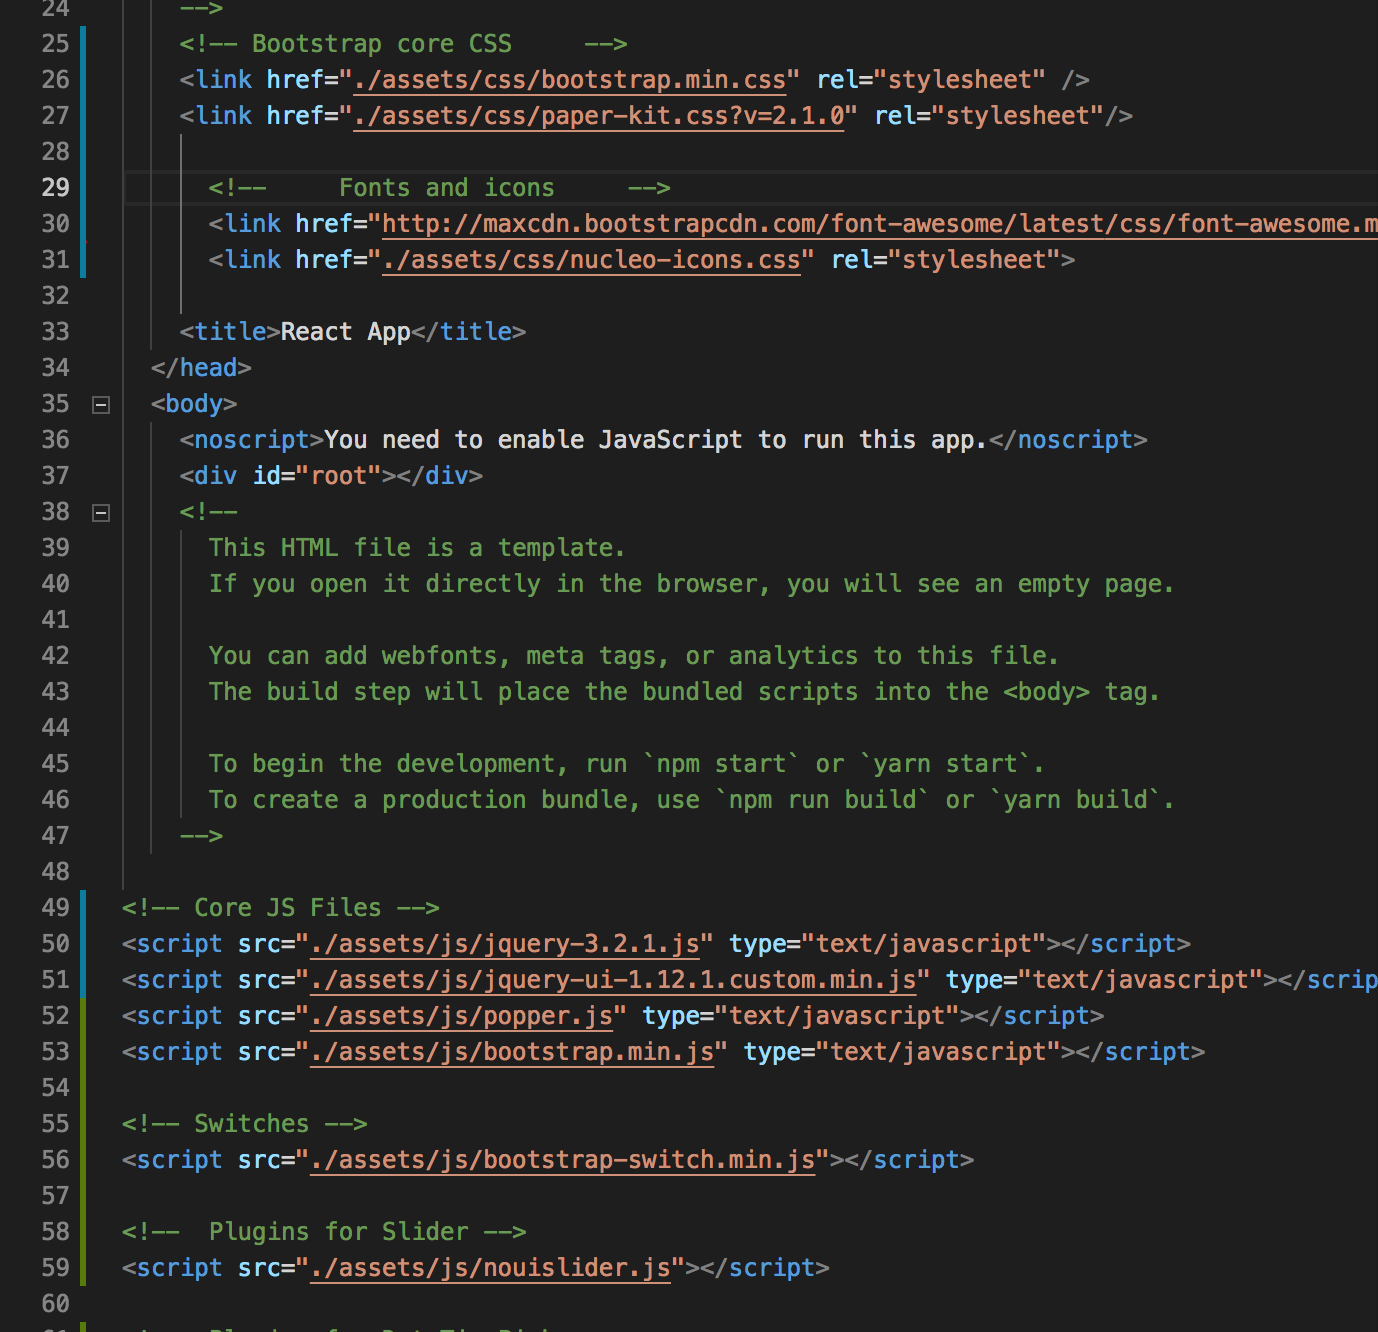 24 -->
25 <!-- Bootstrap core CSS     -->
26 <link href="./assets/css/bootstrap.min.css" rel="stylesheet" />
27 <link href="./assets/css/paper-kit.css?v=2.1.0" rel="stylesheet"/>
28
29 <!--     Fonts and icons     -->
30 <link href="http://maxcdn.bootstrapcdn.com/font-awesome/latest/css/font-awesome.m
31 <link href="./assets/css/nucleo-icons.css" rel="stylesheet">
32
33 <title>React App</title>
34 </head>
35 <body>
36 <noscript>You need to enable JavaScript to run this app.</noscript>
37 <div id="root"></div>
38 <!--
39 This HTML file is a template.
40 If you open it directly in the browser, you will see an empty page.
41
42 You can add webfonts, meta tags, or analytics to this file.
43 The build step will place the bundled scripts into the <body> tag.
44
45 To begin the development, run `npm start` or `yarn start`.
46 To create a production bundle, use `npm run build` or `yarn build`.
47 -->
48
49 <!-- Core JS Files -->
50 <script src="./assets/js/jquery-3.2.1.js" type="text/javascript"></script>
51 <script src="./assets/js/jquery-ui-1.12.1.custom.min.js" type="text/javascript"></scrip
52 <script src="./assets/js/popper.js" type="text/javascript"></script>
53 <script src="./assets/js/bootstrap.min.js" type="text/javascript"></script>
54
55 <!-- Switches -->
56 <script src="./assets/js/bootstrap-switch.min.js"></script>
57
58 <!--  Plugins for Slider -->
59 <script src="./assets/js/nouislider.js"></script>
60